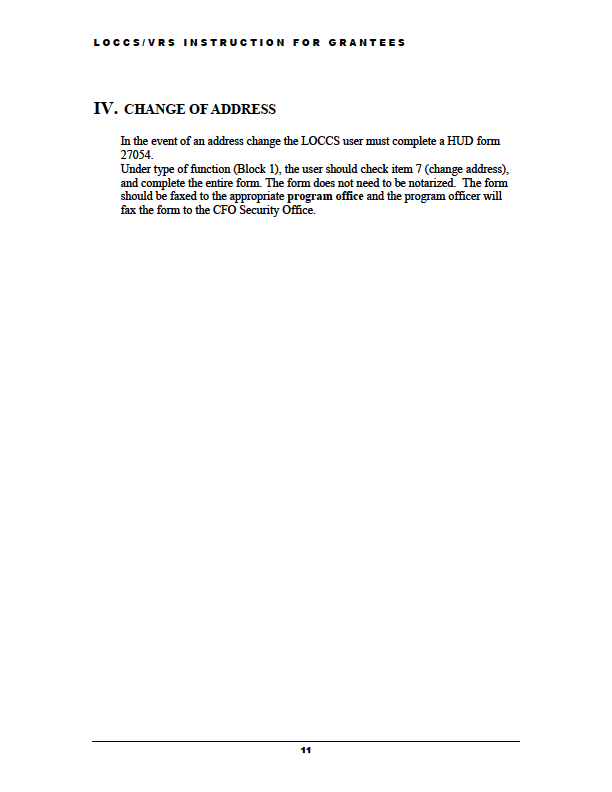 LOCCS/VRS INSTRUCTION FOR GRANTEES
IV. CHANGE OF ADDRESS
In the event of an address change the LOCCS user must complete a HUD form
27054.
Under type of function (Block 1), the user should check item 7 (change address),
and complete the entire form. The form does not need to be notarized.  The form
should be faxed to the appropriate program office and the program officer will
fax the form to the CFO Security Office.
11